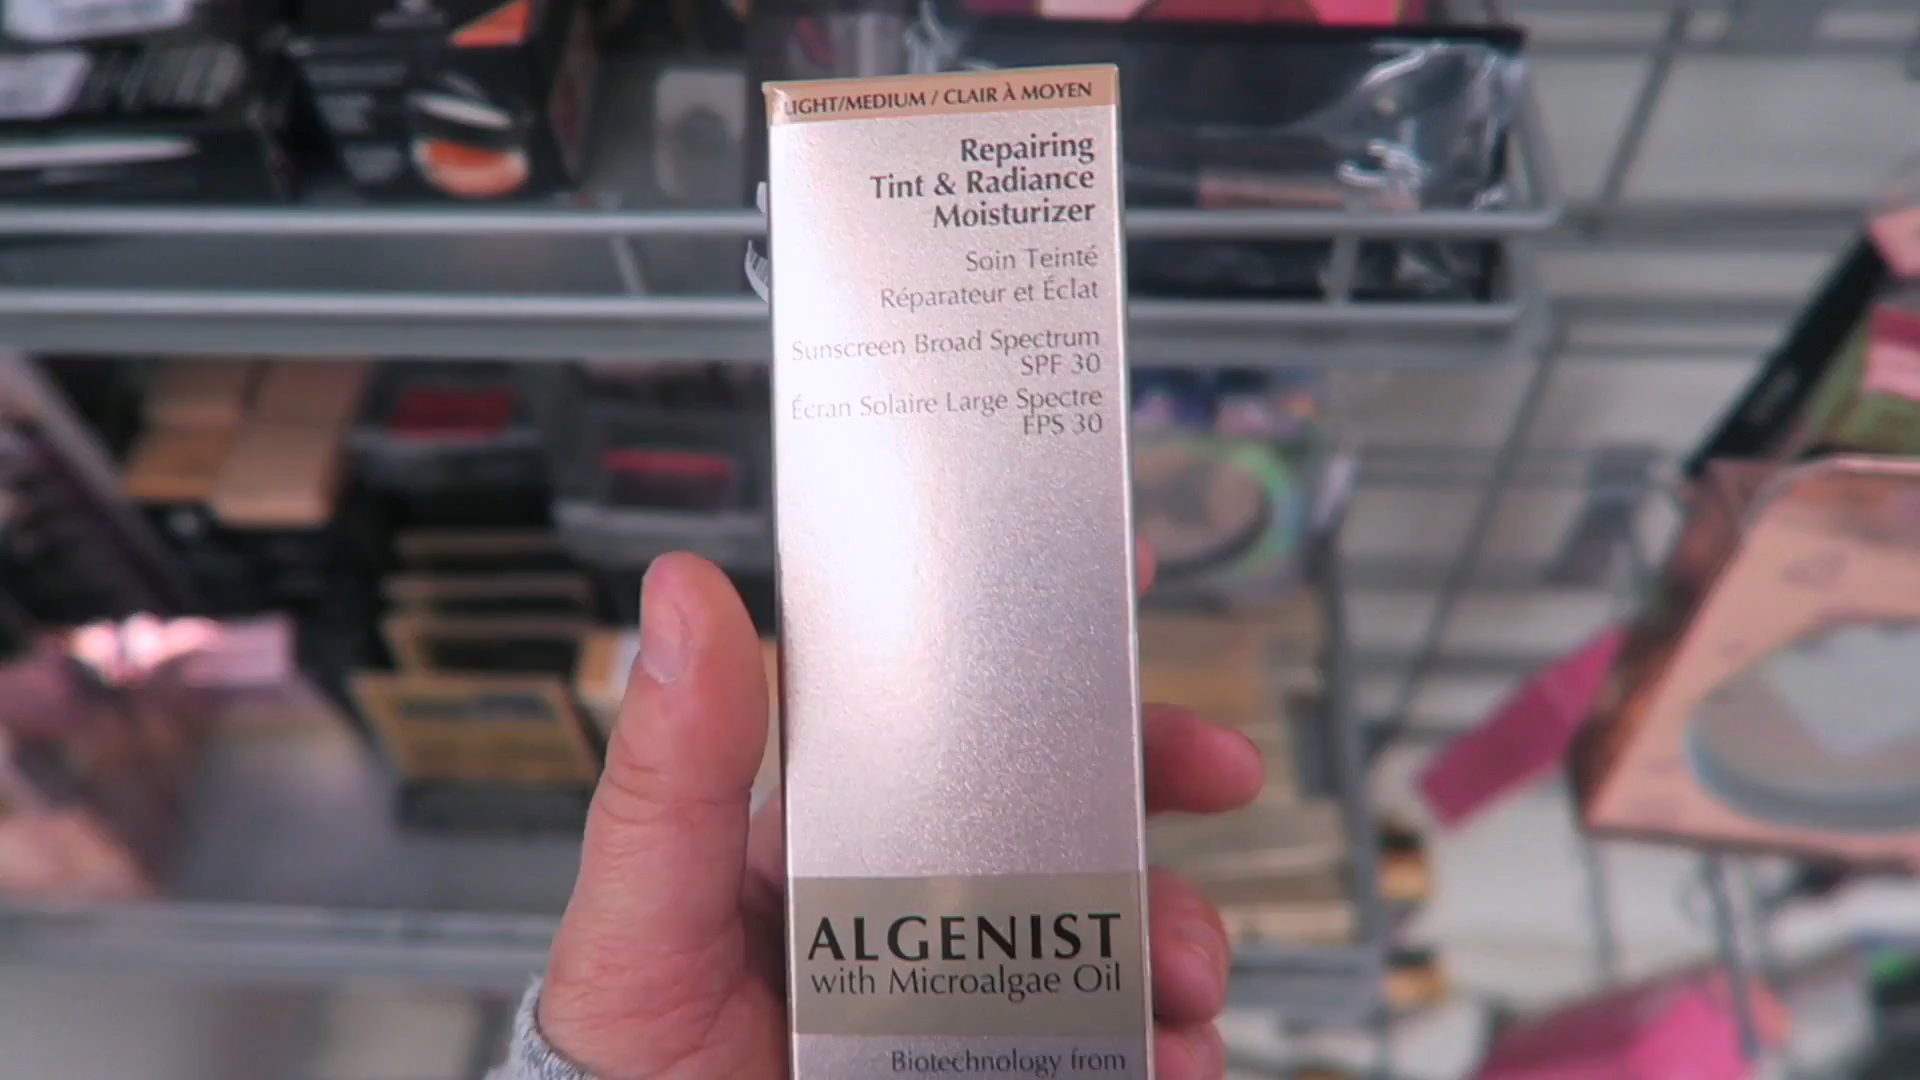 LIGHT/MEDIUM / CLAIR À MOYEN
Repairing
Tint & Radiance
Moisturizer
Soin Teinté
Réparateur et Éclat
Sunscreen Broad Spectrum
SPF 30
Écran Solaire Large Spectre
FPS 30
ALGENIST
with Microalgae Oil
Biotechnology from